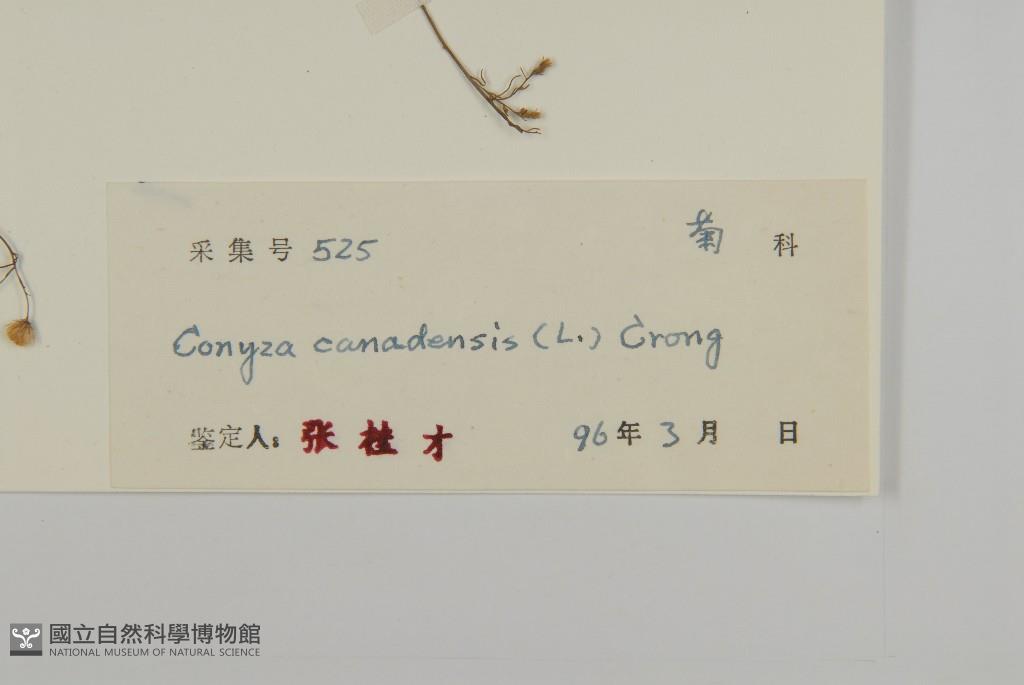 采集号 525 菊 科
Conyza canadensis (L.) Crong
鉴定人: 张桂才 96年 3月 日
國立自然科學博物館
NATIONAL MUSEUM OF NATURAL SCIENCE